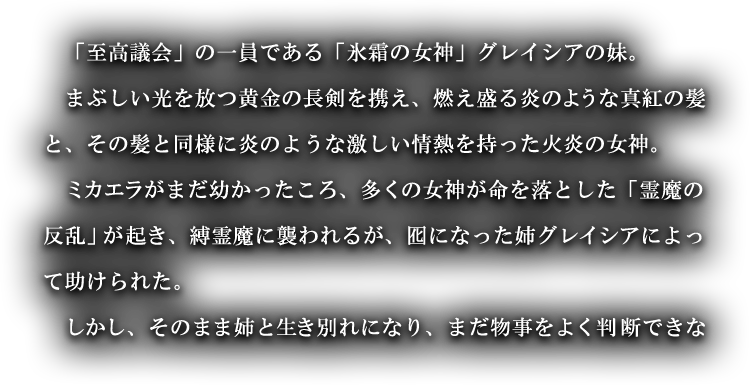 「至高議会」の一員である「氷霜の女神」グレイシアの妹。
まぶしい光を放つ黄金の長剣を携え、燃え盛る炎のような真紅の髪
と、その髪と同様に炎のような激しい情熱を持った火炎の女神。
ミカエラがまだ幼かったころ、多くの女神が命を落とした「霊魔の
反乱」が起き、縛霊魔に襲われるが、囮になった姉グレイシアによっ
て助けられた。
しかし、そのまま姉と生き別れになり、まだ物事をよく判断できな